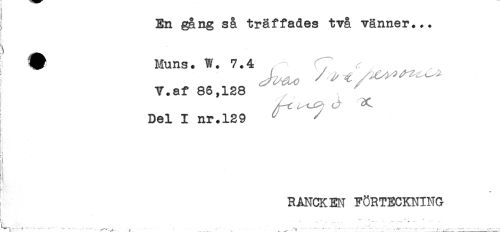 En gång så träffades två vänner...
Muns. W. 7.4
V.af 86,128
Två personer
Del I nr.129
x
RANCKEN FÖRTECKNING